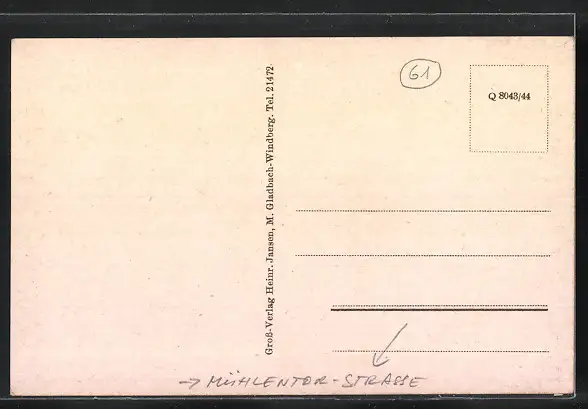 61
Q 8043/44
Groß-Verlag Heinr. Jansen, M. Gladbach-Windberg. Tel. 21472
→ MÜHLENTOR-STRASSE